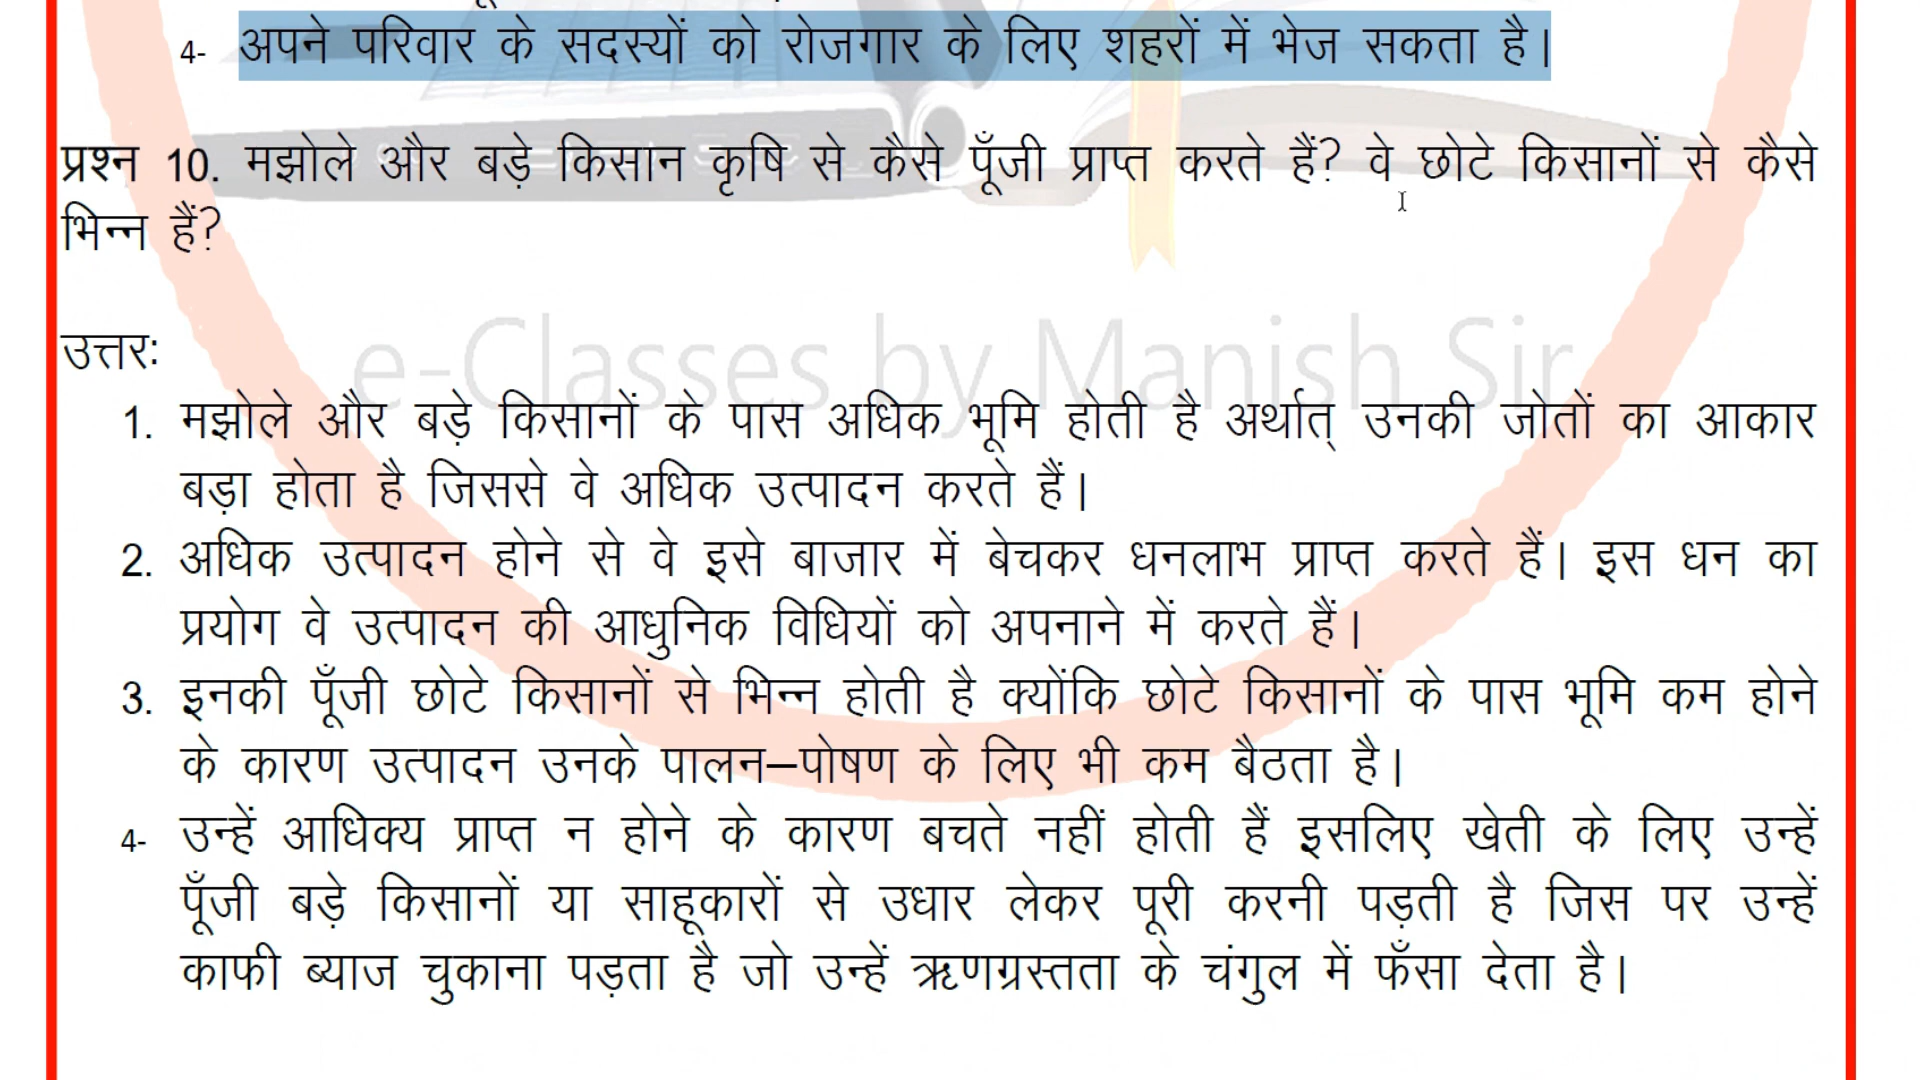 4- अपने परिवार के सदस्यों को रोजगार के लिए शहरों में भेज सकता है।
प्रश्न 10. मझोले और बड़े किसान कृषि से कैसे पूँजी प्राप्त करते हैं? वे छोटे किसानों से कैसे
भिन्न हैं?
उत्तरः
e-Classes by Manish Sir
1. मझोले और बड़े किसानों के पास अधिक भूमि होती है अर्थात् उनकी जोतों का आकार
बड़ा होता है जिससे वे अधिक उत्पादन करते हैं।
2. अधिक उत्पादन होने से वे इसे बाजार में बेचकर धनलाभ प्राप्त करते हैं। इस धन का
प्रयोग वे उत्पादन की आधुनिक विधियों को अपनाने में करते हैं।
3. इनकी पूँजी छोटे किसानों से भिन्न होती है क्योंकि छोटे किसानों के पास भूमि कम होने
के कारण उत्पादन उनके पालन–पोषण के लिए भी कम बैठता है।
4- उन्हें आधिक्य प्राप्त न होने के कारण बचते नहीं होती हैं इसलिए खेती के लिए उन्हें
पूँजी बड़े किसानों या साहूकारों से उधार लेकर पूरी करनी पड़ती है जिस पर उन्हें
काफी ब्याज चुकाना पड़ता है जो उन्हें ऋणग्रस्तता के चंगुल में फँसा देता है।